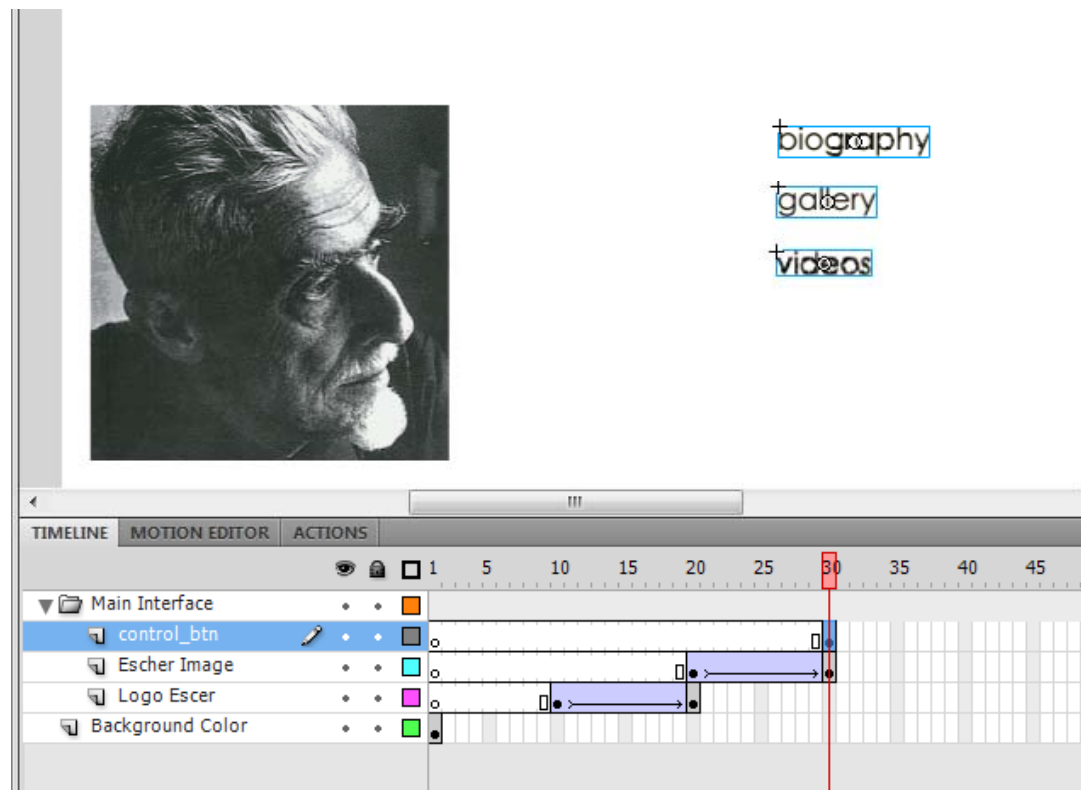 biography
gallery
videos
TIMELINE MOTION EDITOR ACTIONS
1 5 10 15 20 25 30 35 40 45
Main Interface
control_btn
Escher Image
Logo Escer
Background Color